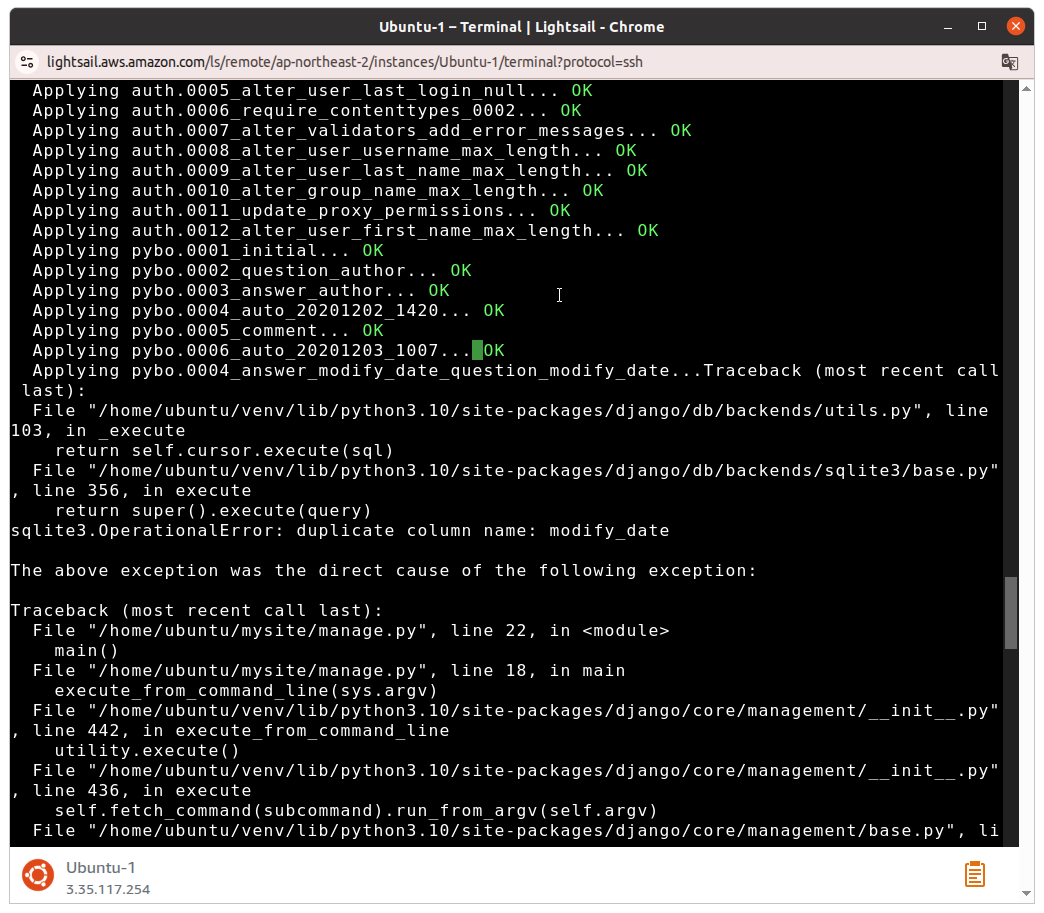 Ubuntu-1 – Terminal | Lightsail - Chrome
lightsail.aws.amazon.com/ls/remote/ap-northeast-2/instances/Ubuntu-1/terminal?protocol=ssh
Applying auth.0005_alter_user_last_login_null... OK
Applying auth.0006_require_contenttypes_0002... OK
Applying auth.0007_alter_validators_add_error_messages... OK
Applying auth.0008_alter_user_username_max_length... OK
Applying auth.0009_alter_user_last_name_max_length... OK
Applying auth.0010_alter_group_name_max_length... OK
Applying auth.0011_update_proxy_permissions... OK
Applying auth.0012_alter_user_first_name_max_length... OK
Applying pybo.0001_initial... OK
Applying pybo.0002_question_author... OK
Applying pybo.0003_answer_author... OK
Applying pybo.0004_auto_20201202_1420... OK
Applying pybo.0005_comment... OK
Applying pybo.0006_auto_20201203_1007... OK
Applying pybo.0004_answer_modify_date_question_modify_date...Traceback (most recent call
last):
File "/home/ubuntu/venv/lib/python3.10/site-packages/django/db/backends/utils.py", line
103, in _execute
return self.cursor.execute(sql)
File "/home/ubuntu/venv/lib/python3.10/site-packages/django/db/backends/sqlite3/base.py"
, line 356, in execute
return super().execute(query)
sqlite3.OperationalError: duplicate column name: modify_date
The above exception was the direct cause of the following exception:
Traceback (most recent call last):
File "/home/ubuntu/mysite/manage.py", line 22, in <module>
main()
File "/home/ubuntu/mysite/manage.py", line 18, in main
execute_from_command_line(sys.argv)
File "/home/ubuntu/venv/lib/python3.10/site-packages/django/core/management/__init__.py"
, line 442, in execute_from_command_line
utility.execute()
File "/home/ubuntu/venv/lib/python3.10/site-packages/django/core/management/__init__.py"
, line 436, in execute
self.fetch_command(subcommand).run_from_argv(self.argv)
File "/home/ubuntu/venv/lib/python3.10/site-packages/django/core/management/base.py", li
Ubuntu-1
3.35.117.254